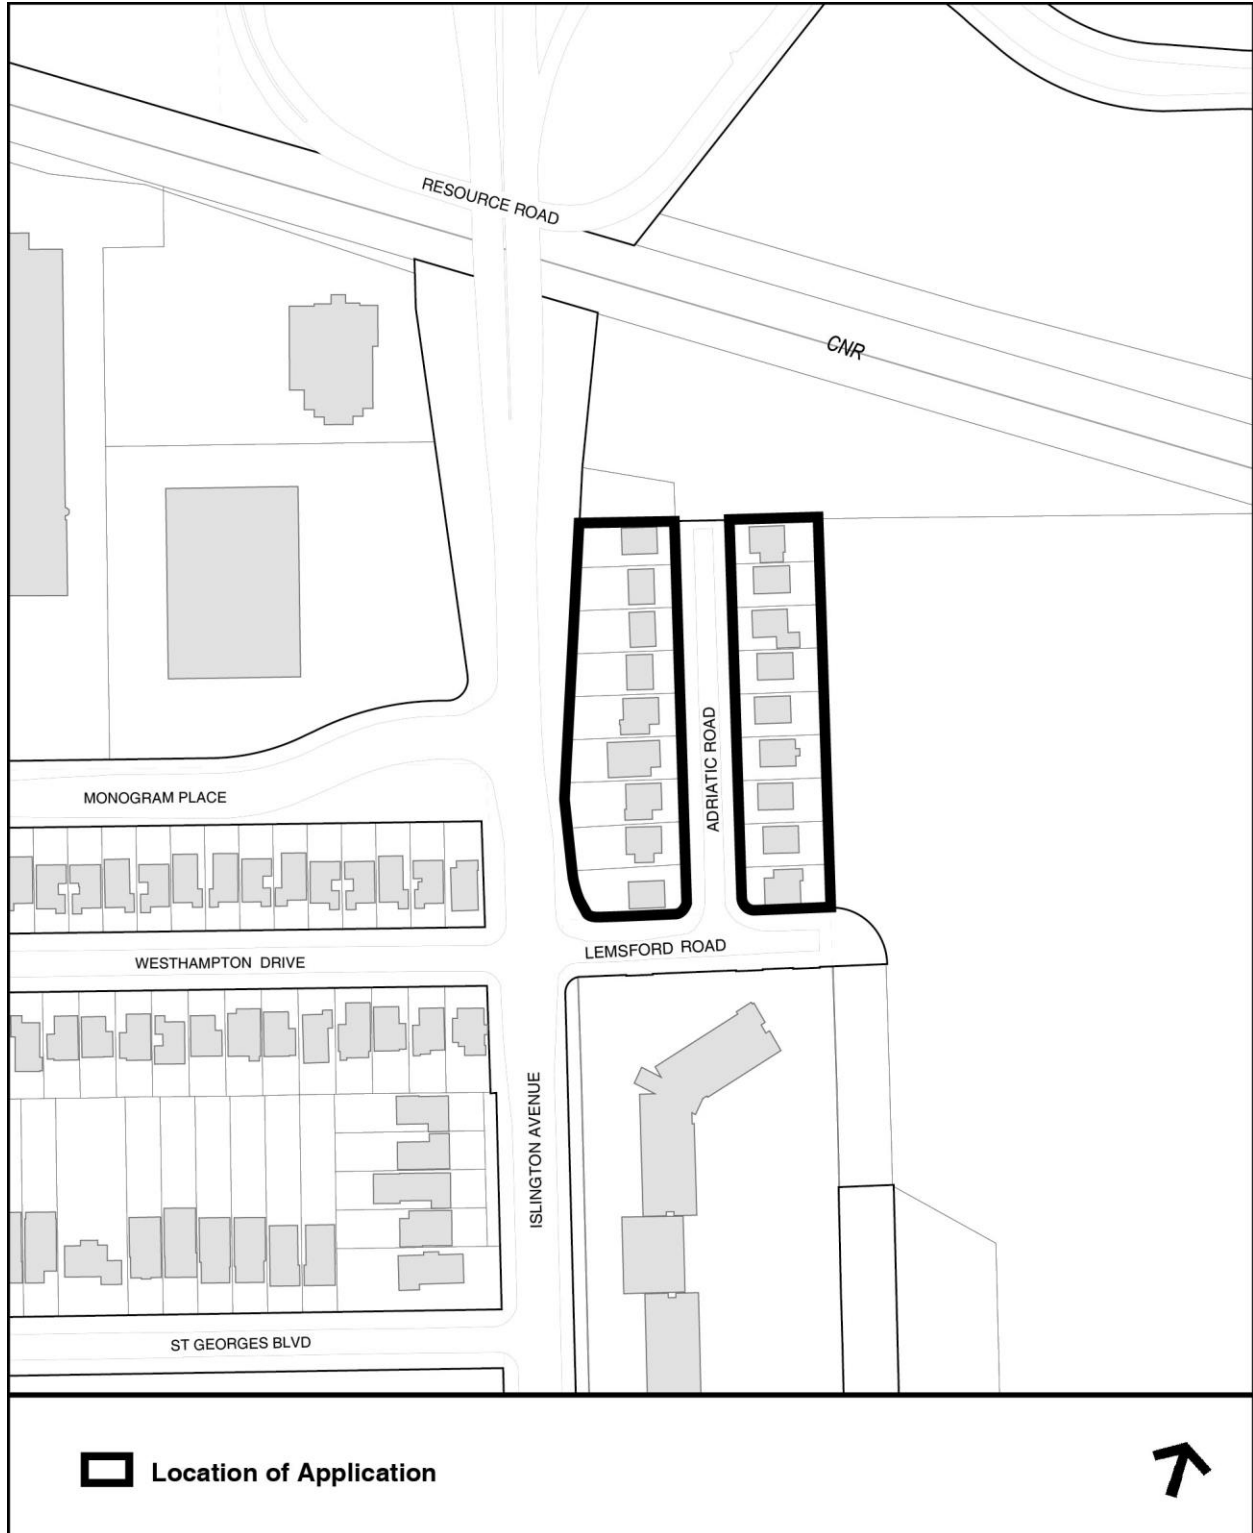 RESOURCE ROAD
CNR
ADRIATIC ROAD
MONOGRAM PLACE
LEMSFORD ROAD
WESTHAMPTON DRIVE
ISLINGTON AVENUE
ST GEORGES BLVD
Location of Application